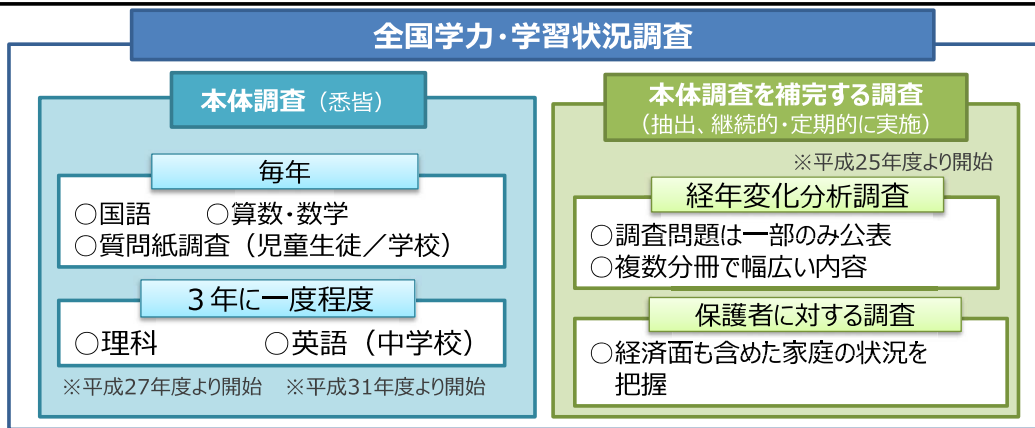 全国学力・学習状況調査
本体調査（悉皆）
毎年
○国語　○算数・数学
○質問紙調査（児童生徒／学校）
３年に一度程度
○理科　○英語（中学校）
※平成27年度より開始　※平成31年度より開始
本体調査を補完する調査
（抽出、継続的・定期的に実施）
※平成25年度より開始
経年変化分析調査
○調査問題は一部のみ公表
○複数分冊で幅広い内容
保護者に対する調査
○経済面も含めた家庭の状況を
把握